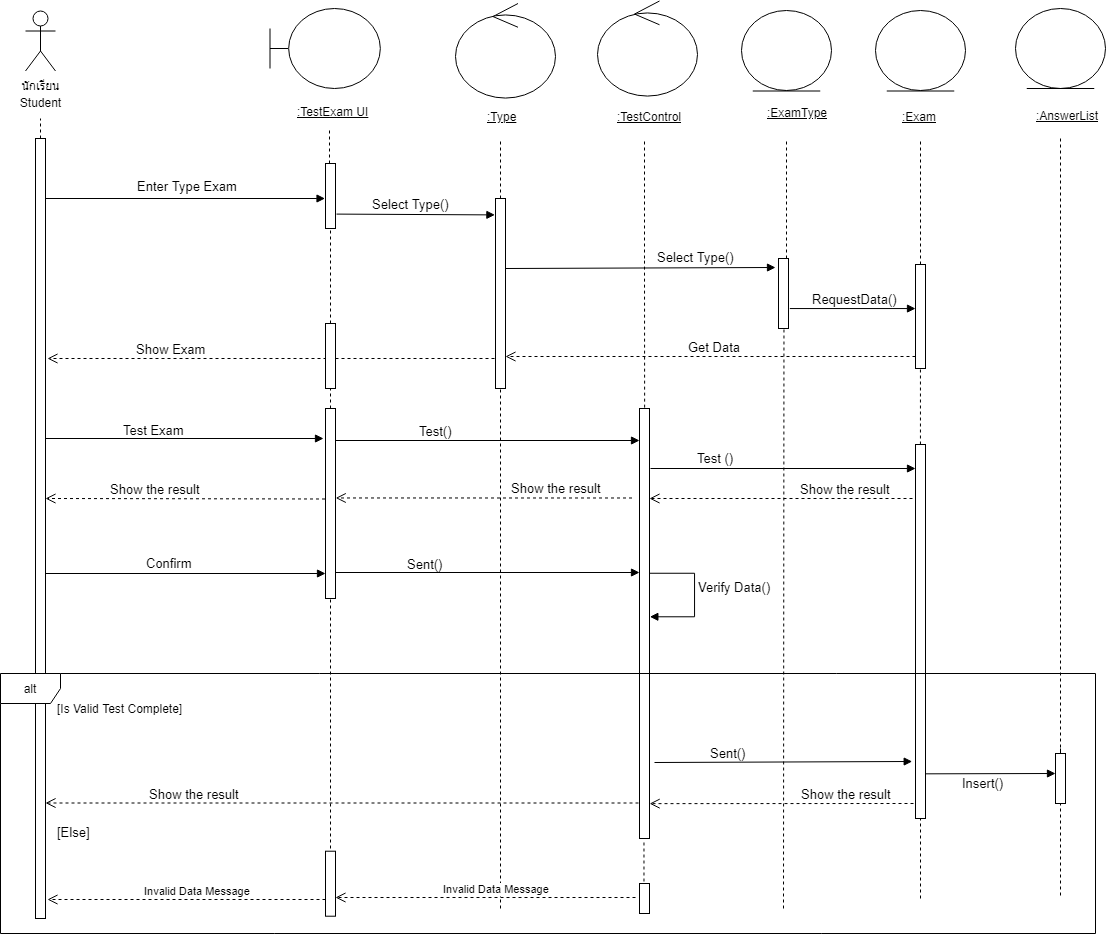 นักเรียน
Student
:TestExam UI
:Type
:TestControl
:ExamType
:Exam
:AnswerList
Enter Type Exam
Select Type()
Select Type()
RequestData()
Show Exam
Get Data
Test Exam
Test()
Test ()
Show the result
Show the result
Show the result
Confirm
Sent()
Verify Data()
alt
[Is Valid Test Complete]
Sent()
Insert()
Show the result
Show the result
[Else]
Invalid Data Message
Invalid Data Message